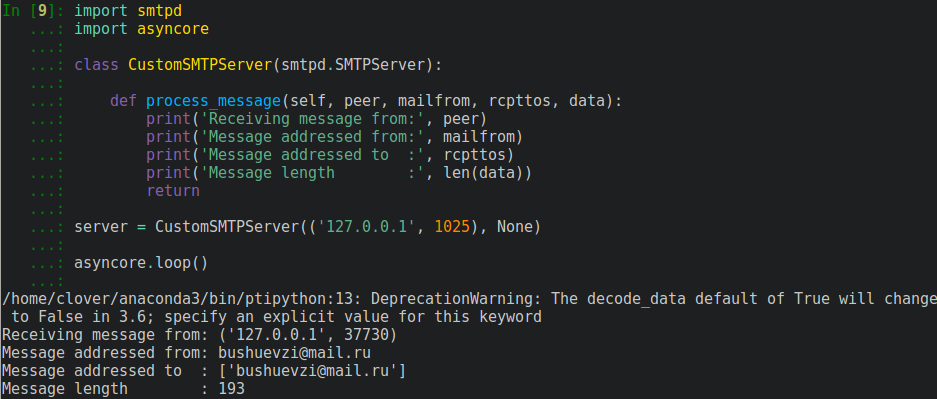 In [9]: import smtpd
   ...: import asyncore
   ...:
   ...: class CustomSMTPServer(smtpd.SMTPServer):
   ...:
   ...:     def process_message(self, peer, mailfrom, rcpttos, data):
   ...:         print('Receiving message from:', peer)
   ...:         print('Message addressed from:', mailfrom)
   ...:         print('Message addressed to  :', rcpttos)
   ...:         print('Message length        :', len(data))
   ...:         return
   ...:
   ...: server = CustomSMTPServer(('127.0.0.1', 1025), None)
   ...:
   ...: asyncore.loop()
   ...:
/home/clover/anaconda3/bin/ptipython:13: DeprecationWarning: The decode_data default of True will change
 to False in 3.6; specify an explicit value for this keyword
Receiving message from: ('127.0.0.1', 37730)
Message addressed from: bushuevzi@mail.ru
Message addressed to  : ['bushuevzi@mail.ru']
Message length        : 193